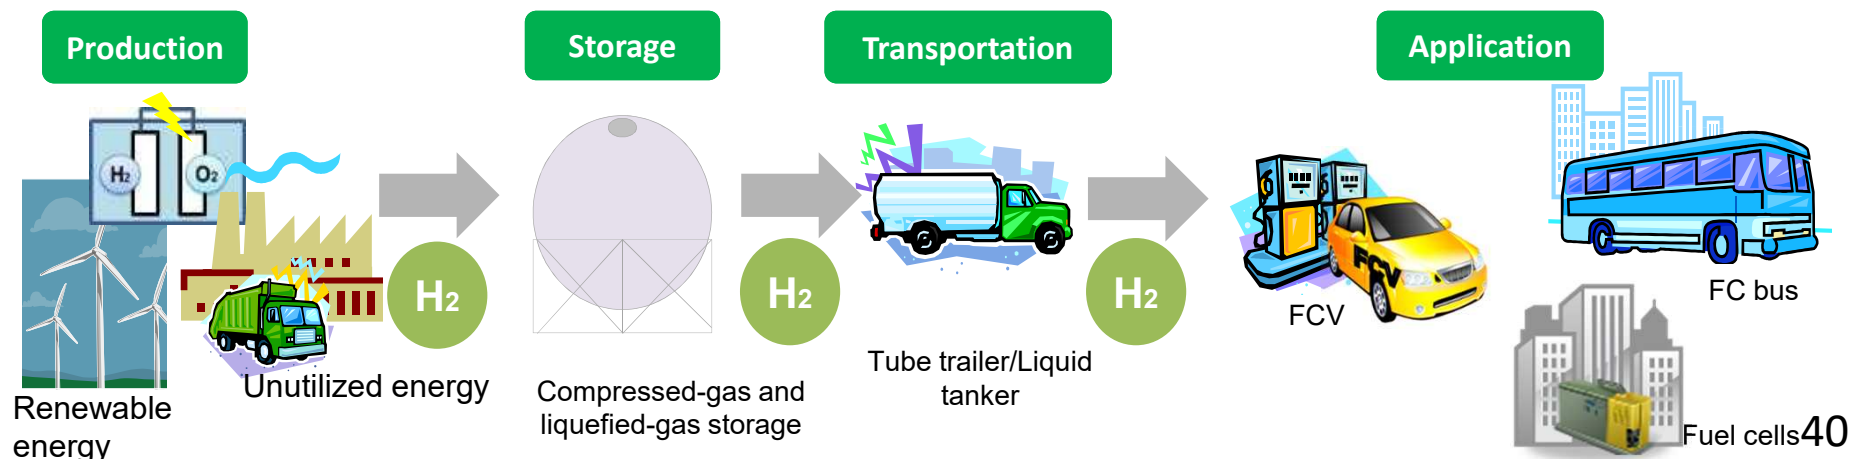 Production
Storage
Transportation
Application
H2
O2
Renewable
energy
Unutilized energy
H2
Compressed-gas and
liquefied-gas storage
H2
Tube trailer/Liquid
tanker
H2
FCV
FCV
FC bus
Fuel cells
40